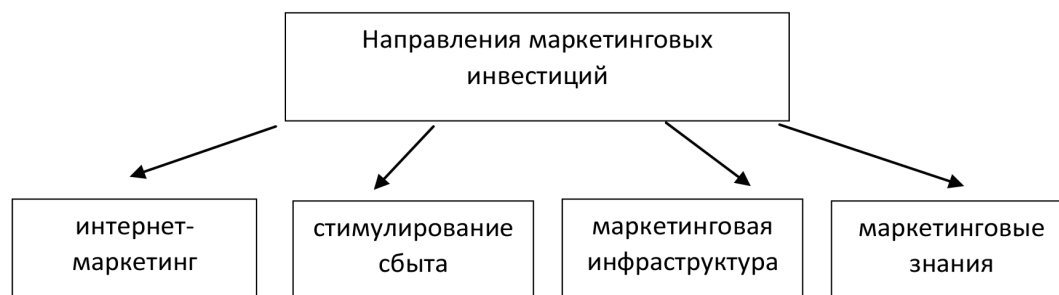 Направления маркетинговых
инвестиций
интернет-
маркетинг
стимулирование
сбыта
маркетинговая
инфраструктура
маркетинговые
знания